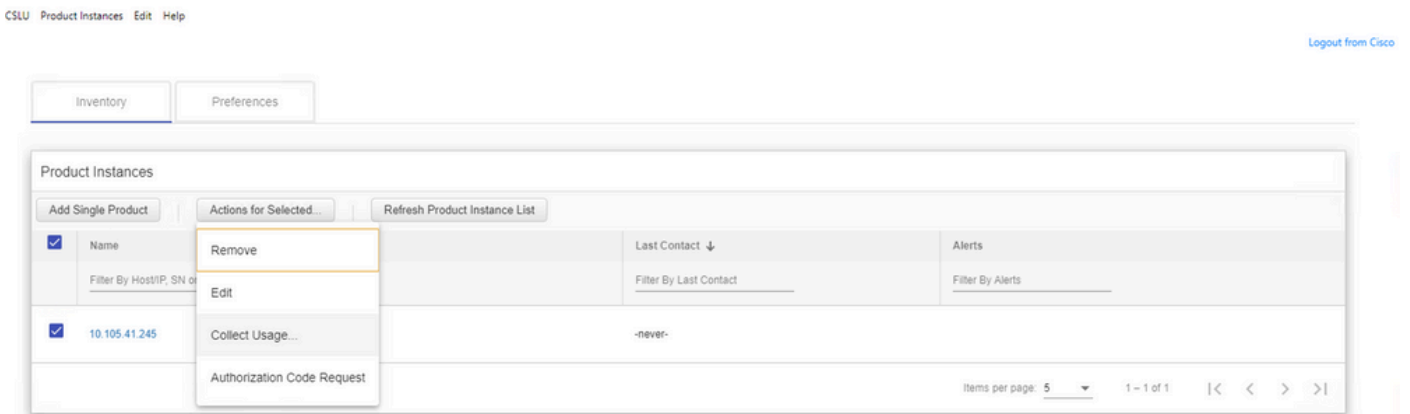 CSLU Product Instances Edit Help
Logout from Cisco
Inventory Preferences
Product Instances
Add Single Product Actions for Selected... Refresh Product Instance List
Name Last Contact Alerts
Remove
Filter By Host/IP, SN or Filter By Last Contact Filter By Alerts
Edit
10.105.41.245 Collect Usage... -never-
Authorization Code Request
Items per page: 5 1 – 1 of 1